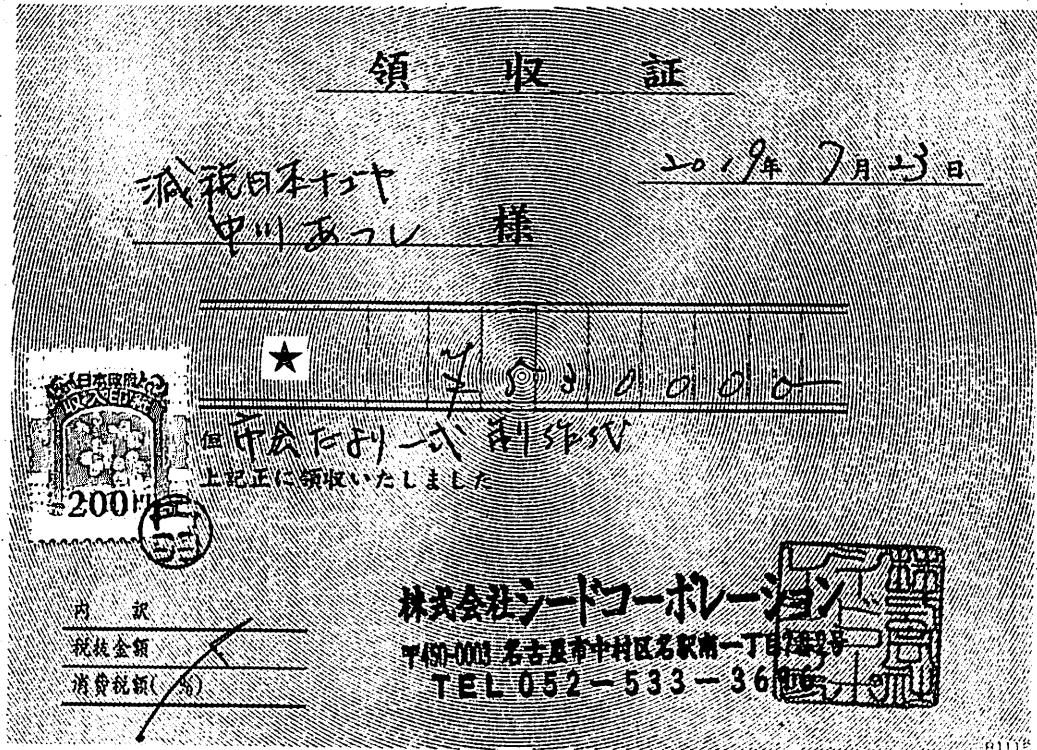 領収証
2019年 7月23日
減税日本ナゴヤ
中川あつし 様
★
但 市会だより一式 制作代
上記正に領収いたしました
日本政府
収入印紙
200円
内訳
税抜金額
消費税額( %)
株式会社シードコーポレーション
〒450-0003 名古屋市中村区名駅南一丁目
TEL 052-533-36